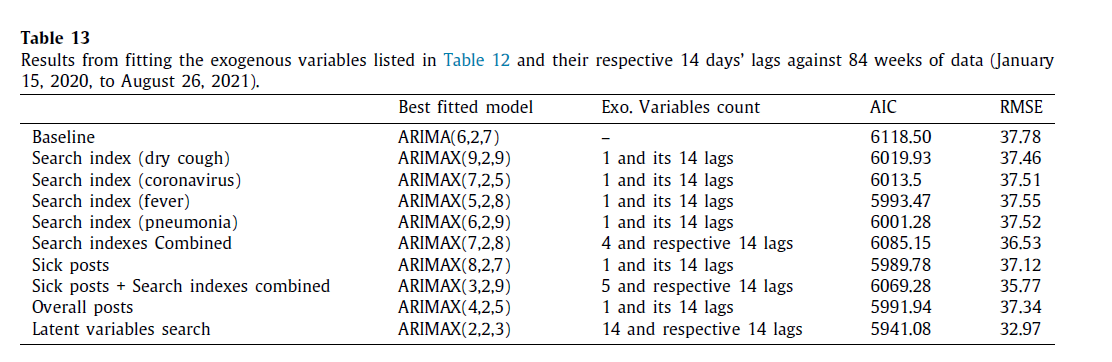 Table 13
Results from fitting the exogenous variables listed in Table 12 and their respective 14 days' lags against 84 weeks of data (January
15, 2020, to August 26, 2021).
Best fitted model Exo. Variables count AIC RMSE
Baseline ARIMA(6,2,7) – 6118.50 37.78
Search index (dry cough) ARIMAX(9,2,9) 1 and its 14 lags 6019.93 37.46
Search index (coronavirus) ARIMAX(7,2,5) 1 and its 14 lags 6013.5 37.51
Search index (fever) ARIMAX(5,2,8) 1 and its 14 lags 5993.47 37.55
Search index (pneumonia) ARIMAX(6,2,9) 1 and its 14 lags 6001.28 37.52
Search indexes Combined ARIMAX(7,2,8) 4 and respective 14 lags 6085.15 36.53
Sick posts ARIMAX(8,2,7) 1 and its 14 lags 5989.78 37.12
Sick posts + Search indexes combined ARIMAX(3,2,9) 5 and respective 14 lags 6069.28 35.77
Overall posts ARIMAX(4,2,5) 1 and its 14 lags 5991.94 37.34
Latent variables search ARIMAX(2,2,3) 14 and respective 14 lags 5941.08 32.97